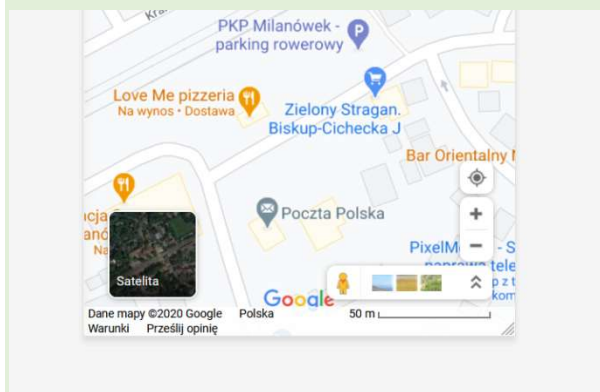 PKP Milanówek -
parking rowerowy
P
Love Me pizzeria
Na wynos • Dostawa
Zielony Stragan.
Biskup-Cichecka J
Bar Orientalny
Poczta Polska
Satelita
Google
Dane mapy ©2020 Google Polska 50 m
Warunki Prześlij opinię